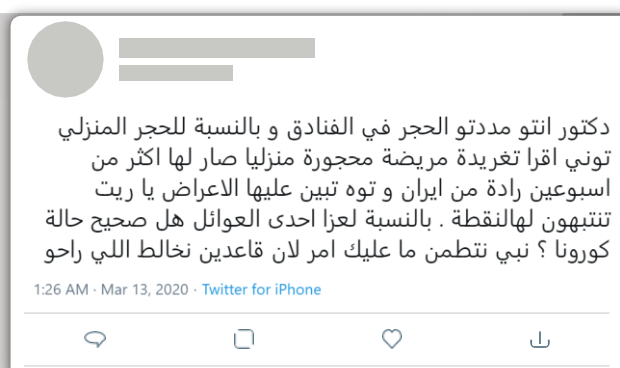 دكتور انتو مددتو الحجر في الفنادق و بالنسبة للحجر المنزلي
توني اقرا تغريدة مريضة محجورة منزليا صار لها اكثر من
اسبوعين رادة من ايران و توه تبين عليها الاعراض يا ريت
تنتبهون لهالنقطة . بالنسبة لعزا احدى العوائل هل صحيح حالة
كورونا ؟ نبي نتطمن ما عليك امر لان قاعدين نخالط اللي راحو
1:26 AM · Mar 13, 2020 · Twitter for iPhone